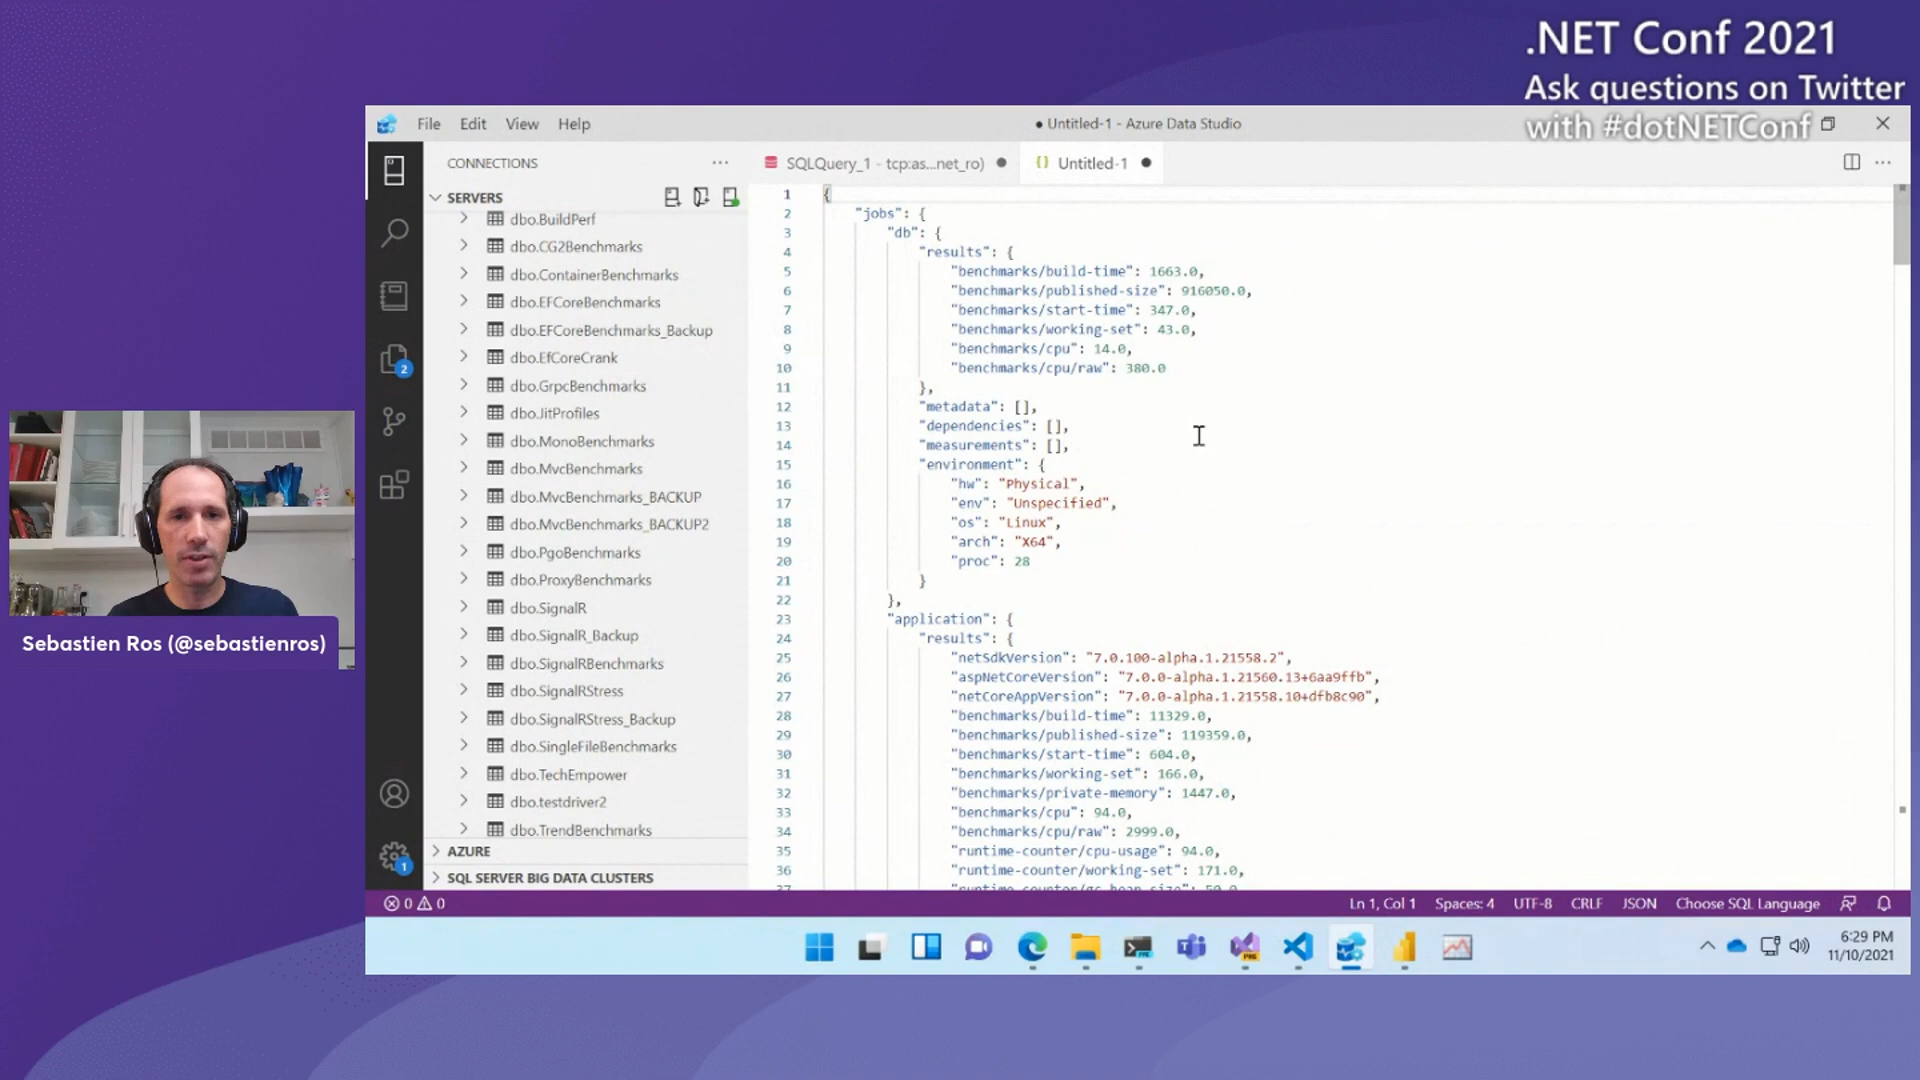 .NET Conf 2021
Ask questions on Twitter
with #dotNETConf
File Edit View Help
● Untitled-1 - Azure Data Studio
CONNECTIONS
SQLQuery_1 - tcp:as...net_ro)
{} Untitled-1
SERVERS
dbo.BuildPerf
dbo.CG2Benchmarks
dbo.ContainerBenchmarks
dbo.EFCoreBenchmarks
dbo.EFCoreBenchmarks_Backup
dbo.EfCoreCrank
dbo.GrpcBenchmarks
dbo.JitProfiles
dbo.MonoBenchmarks
dbo.MvcBenchmarks
dbo.MvcBenchmarks_BACKUP
dbo.MvcBenchmarks_BACKUP2
dbo.PgoBenchmarks
dbo.ProxyBenchmarks
dbo.SignalR
dbo.SignalR_Backup
dbo.SignalRBenchmarks
dbo.SignalRStress
dbo.SignalRStress_Backup
dbo.SingleFileBenchmarks
dbo.TechEmpower
dbo.testdriver2
dbo.TrendBenchmarks
AZURE
SQL SERVER BIG DATA CLUSTERS
2
1
1 {
2 "jobs": {
3 "db": {
4 "results": {
5 "benchmarks/build-time": 1663.0,
6 "benchmarks/published-size": 916050.0,
7 "benchmarks/start-time": 347.0,
8 "benchmarks/working-set": 43.0,
9 "benchmarks/cpu": 14.0,
10 "benchmarks/cpu/raw": 380.0
11 },
12 "metadata": [],
13 "dependencies": [],
14 "measurements": [],
15 "environment": {
16 "hw": "Physical",
17 "env": "Unspecified",
18 "os": "Linux",
19 "arch": "X64",
20 "proc": 28
21 }
22 },
23 "application": {
24 "results": {
25 "netSdkVersion": "7.0.100-alpha.1.21558.2",
26 "aspNetCoreVersion": "7.0.0-alpha.1.21560.13+6aa9ffb",
27 "netCoreAppVersion": "7.0.0-alpha.1.21558.10+dfb8c90",
28 "benchmarks/build-time": 11329.0,
29 "benchmarks/published-size": 119359.0,
30 "benchmarks/start-time": 604.0,
31 "benchmarks/working-set": 166.0,
32 "benchmarks/private-memory": 1447.0,
33 "benchmarks/cpu": 94.0,
34 "benchmarks/cpu/raw": 2999.0,
35 "runtime-counter/cpu-usage": 94.0,
36 "runtime-counter/working-set": 171.0,
Sebastien Ros (@sebastienros)
0 0
Ln 1, Col 1 Spaces: 4 UTF-8 CRLF JSON Choose SQL Language
6:29 PM
11/10/2021